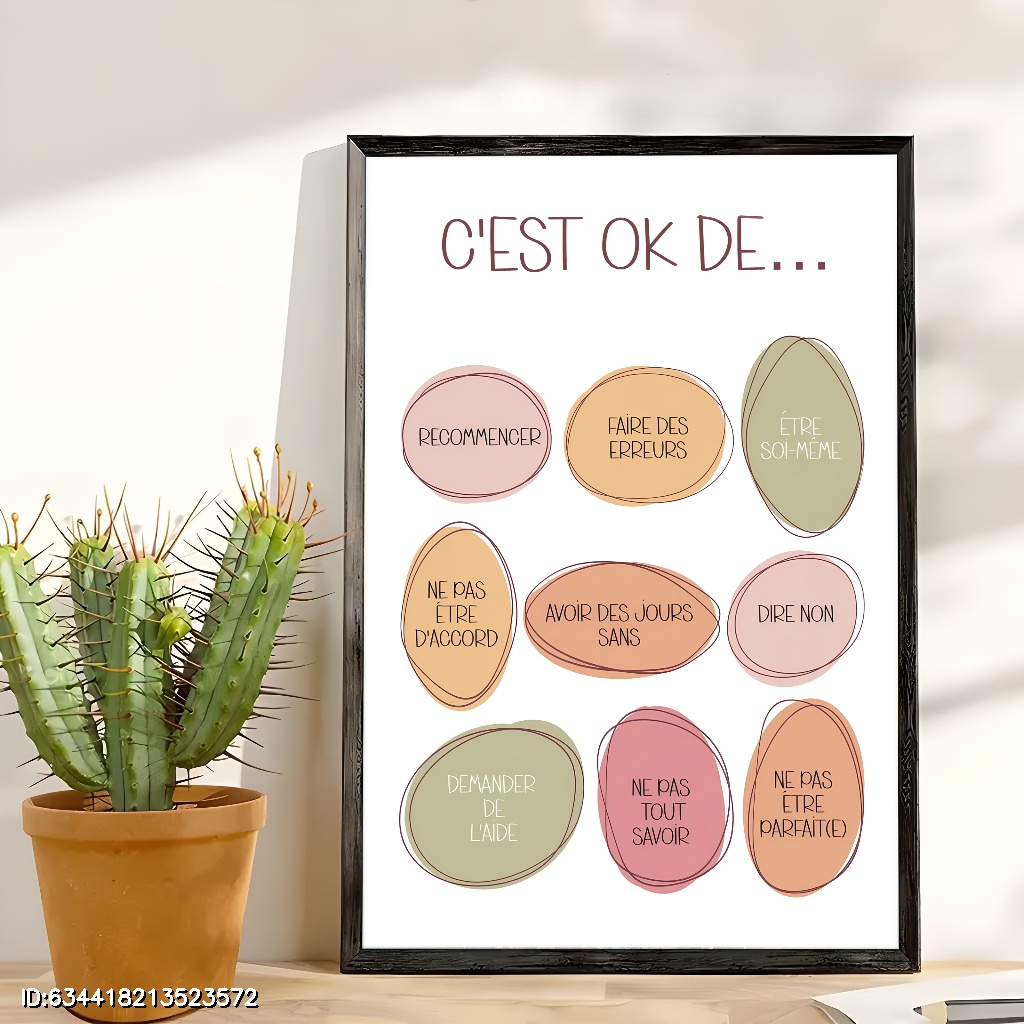 C'EST OK DE...
RECOMMENCER
FAIRE DES
ERREURS
ÊTRE
SOI-MÊME
NE PAS
ÊTRE
D'ACCORD
AVOIR DES JOURS
SANS
DIRE NON
DEMANDER
DE
L'AIDE
NE PAS
TOUT
SAVOIR
NE PAS
ÊTRE
PARFAIT(E)
ID:634418213523572